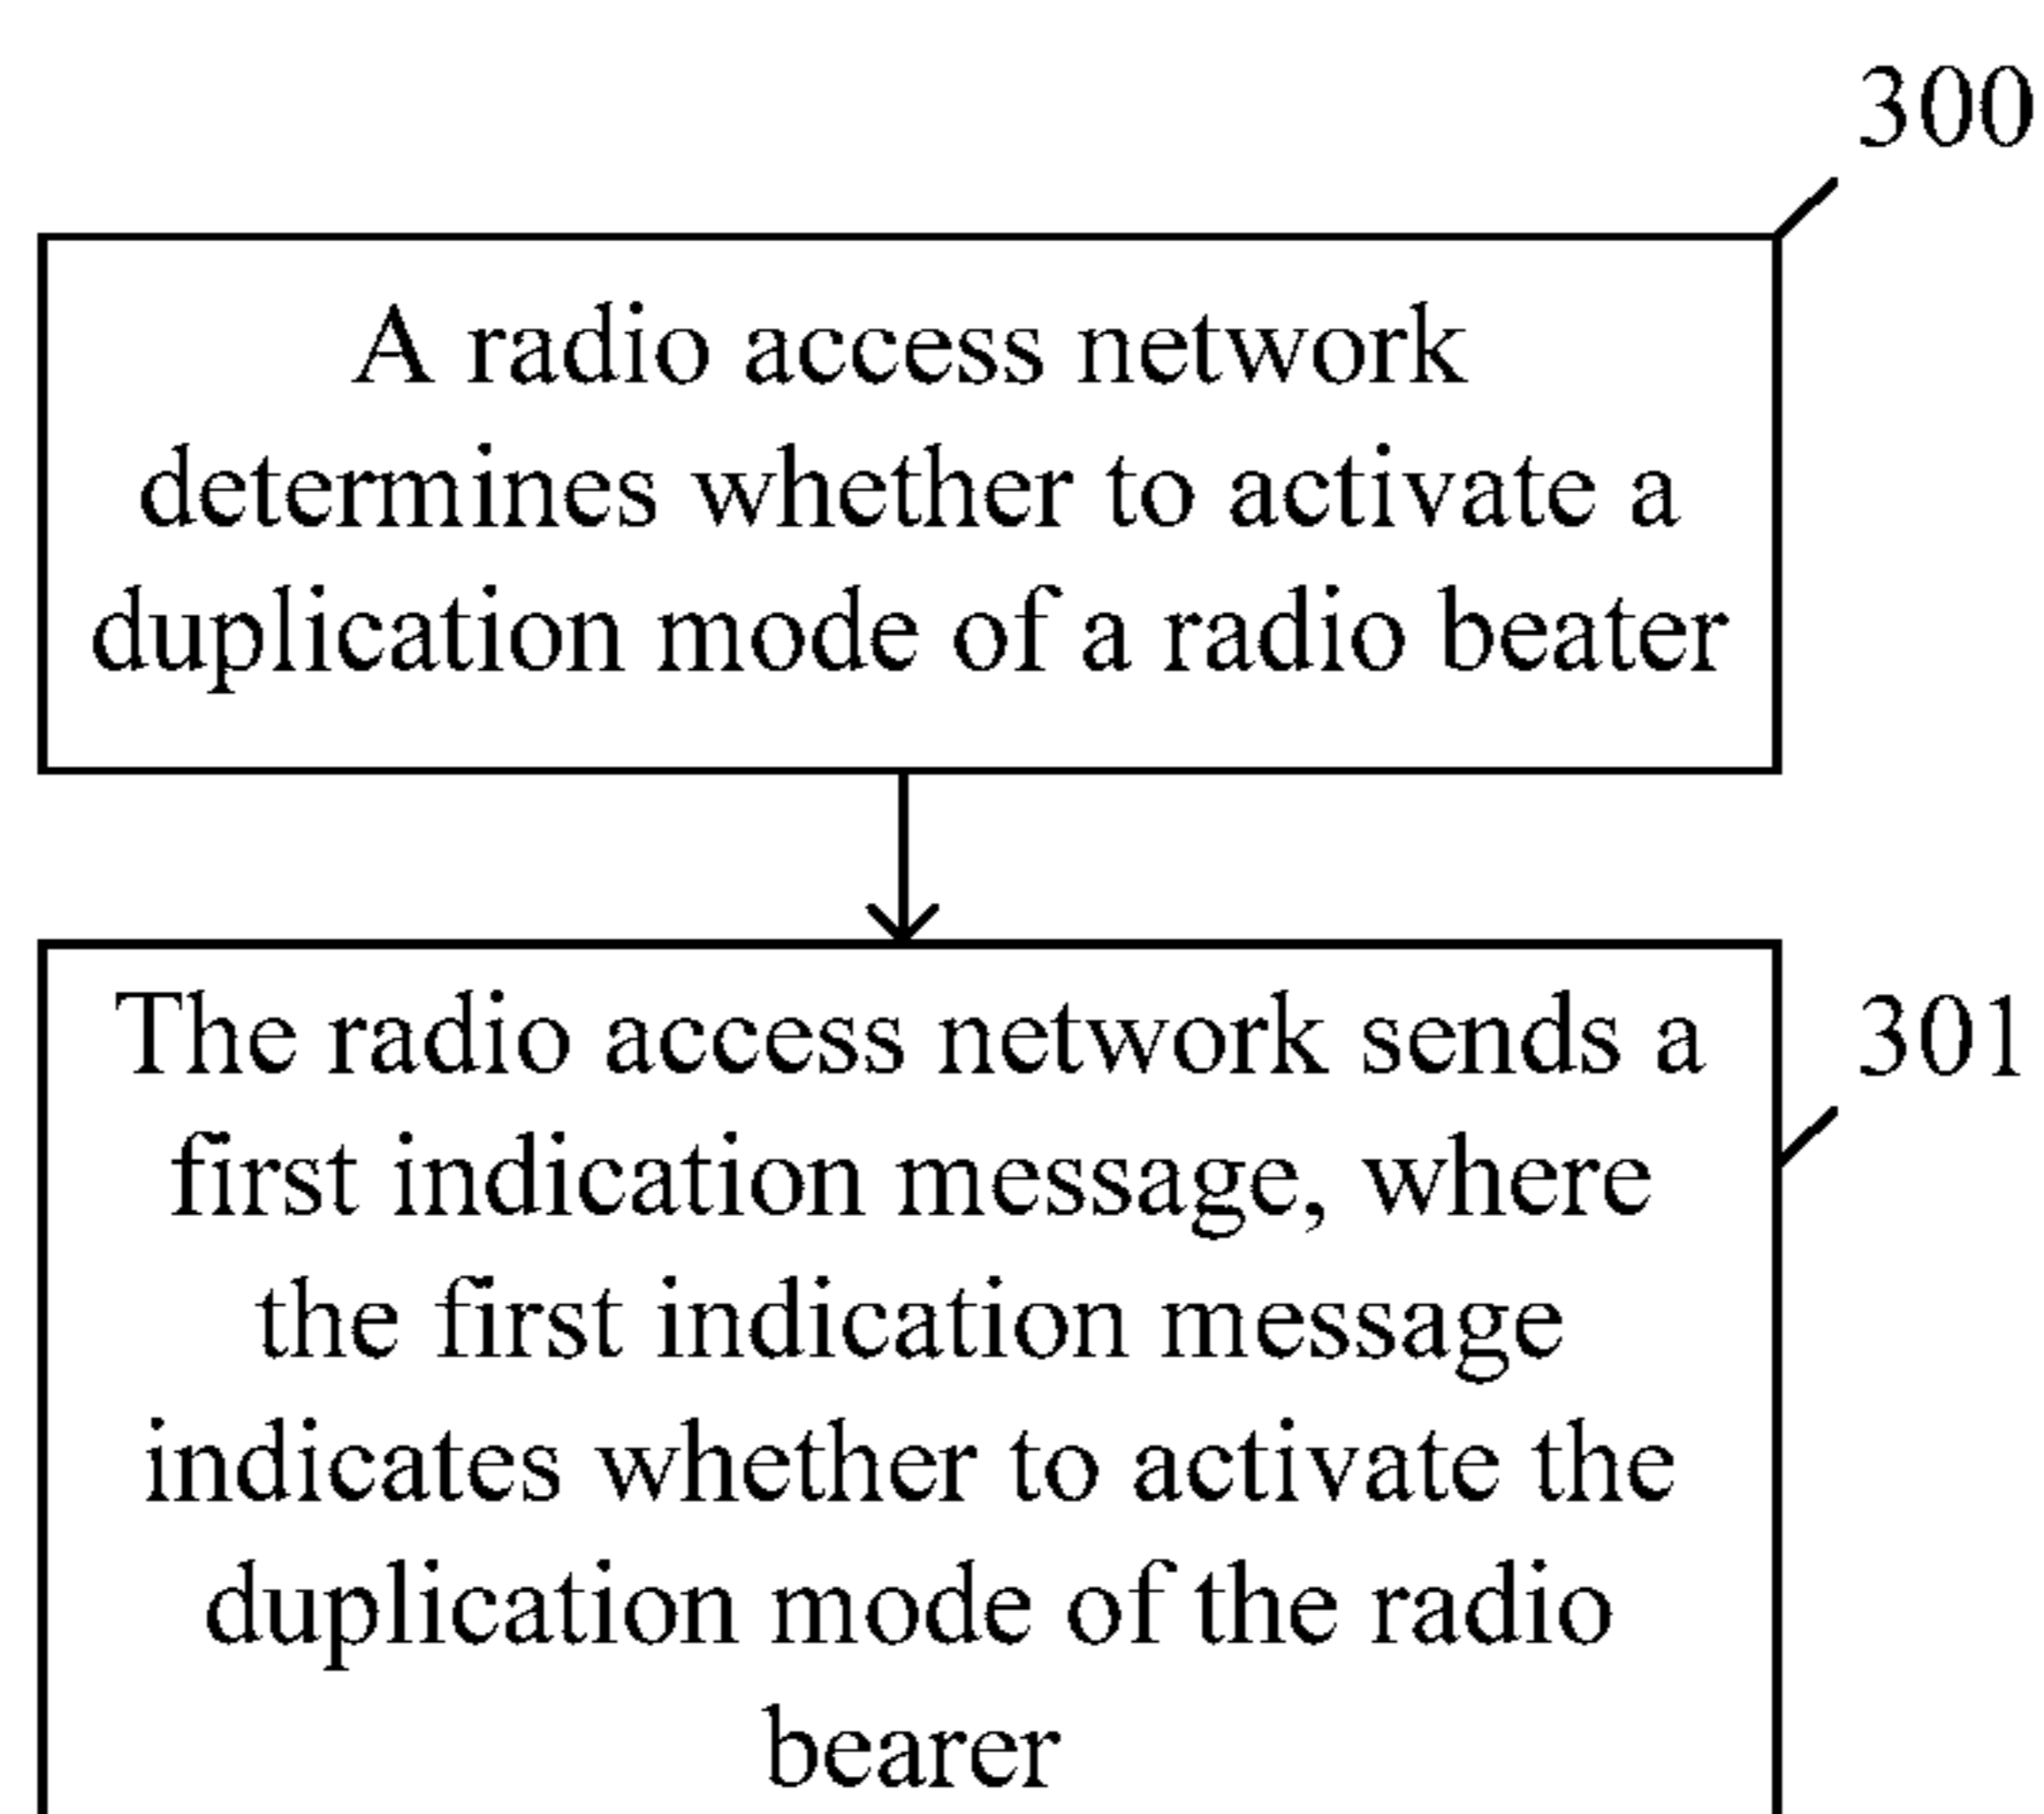 300
A radio access network
determines whether to activate a
duplication mode of a radio beater
The radio access network sends a
301
first indication message, where
the first indication message
indicates whether to activate the
duplication mode of the radio
bearer